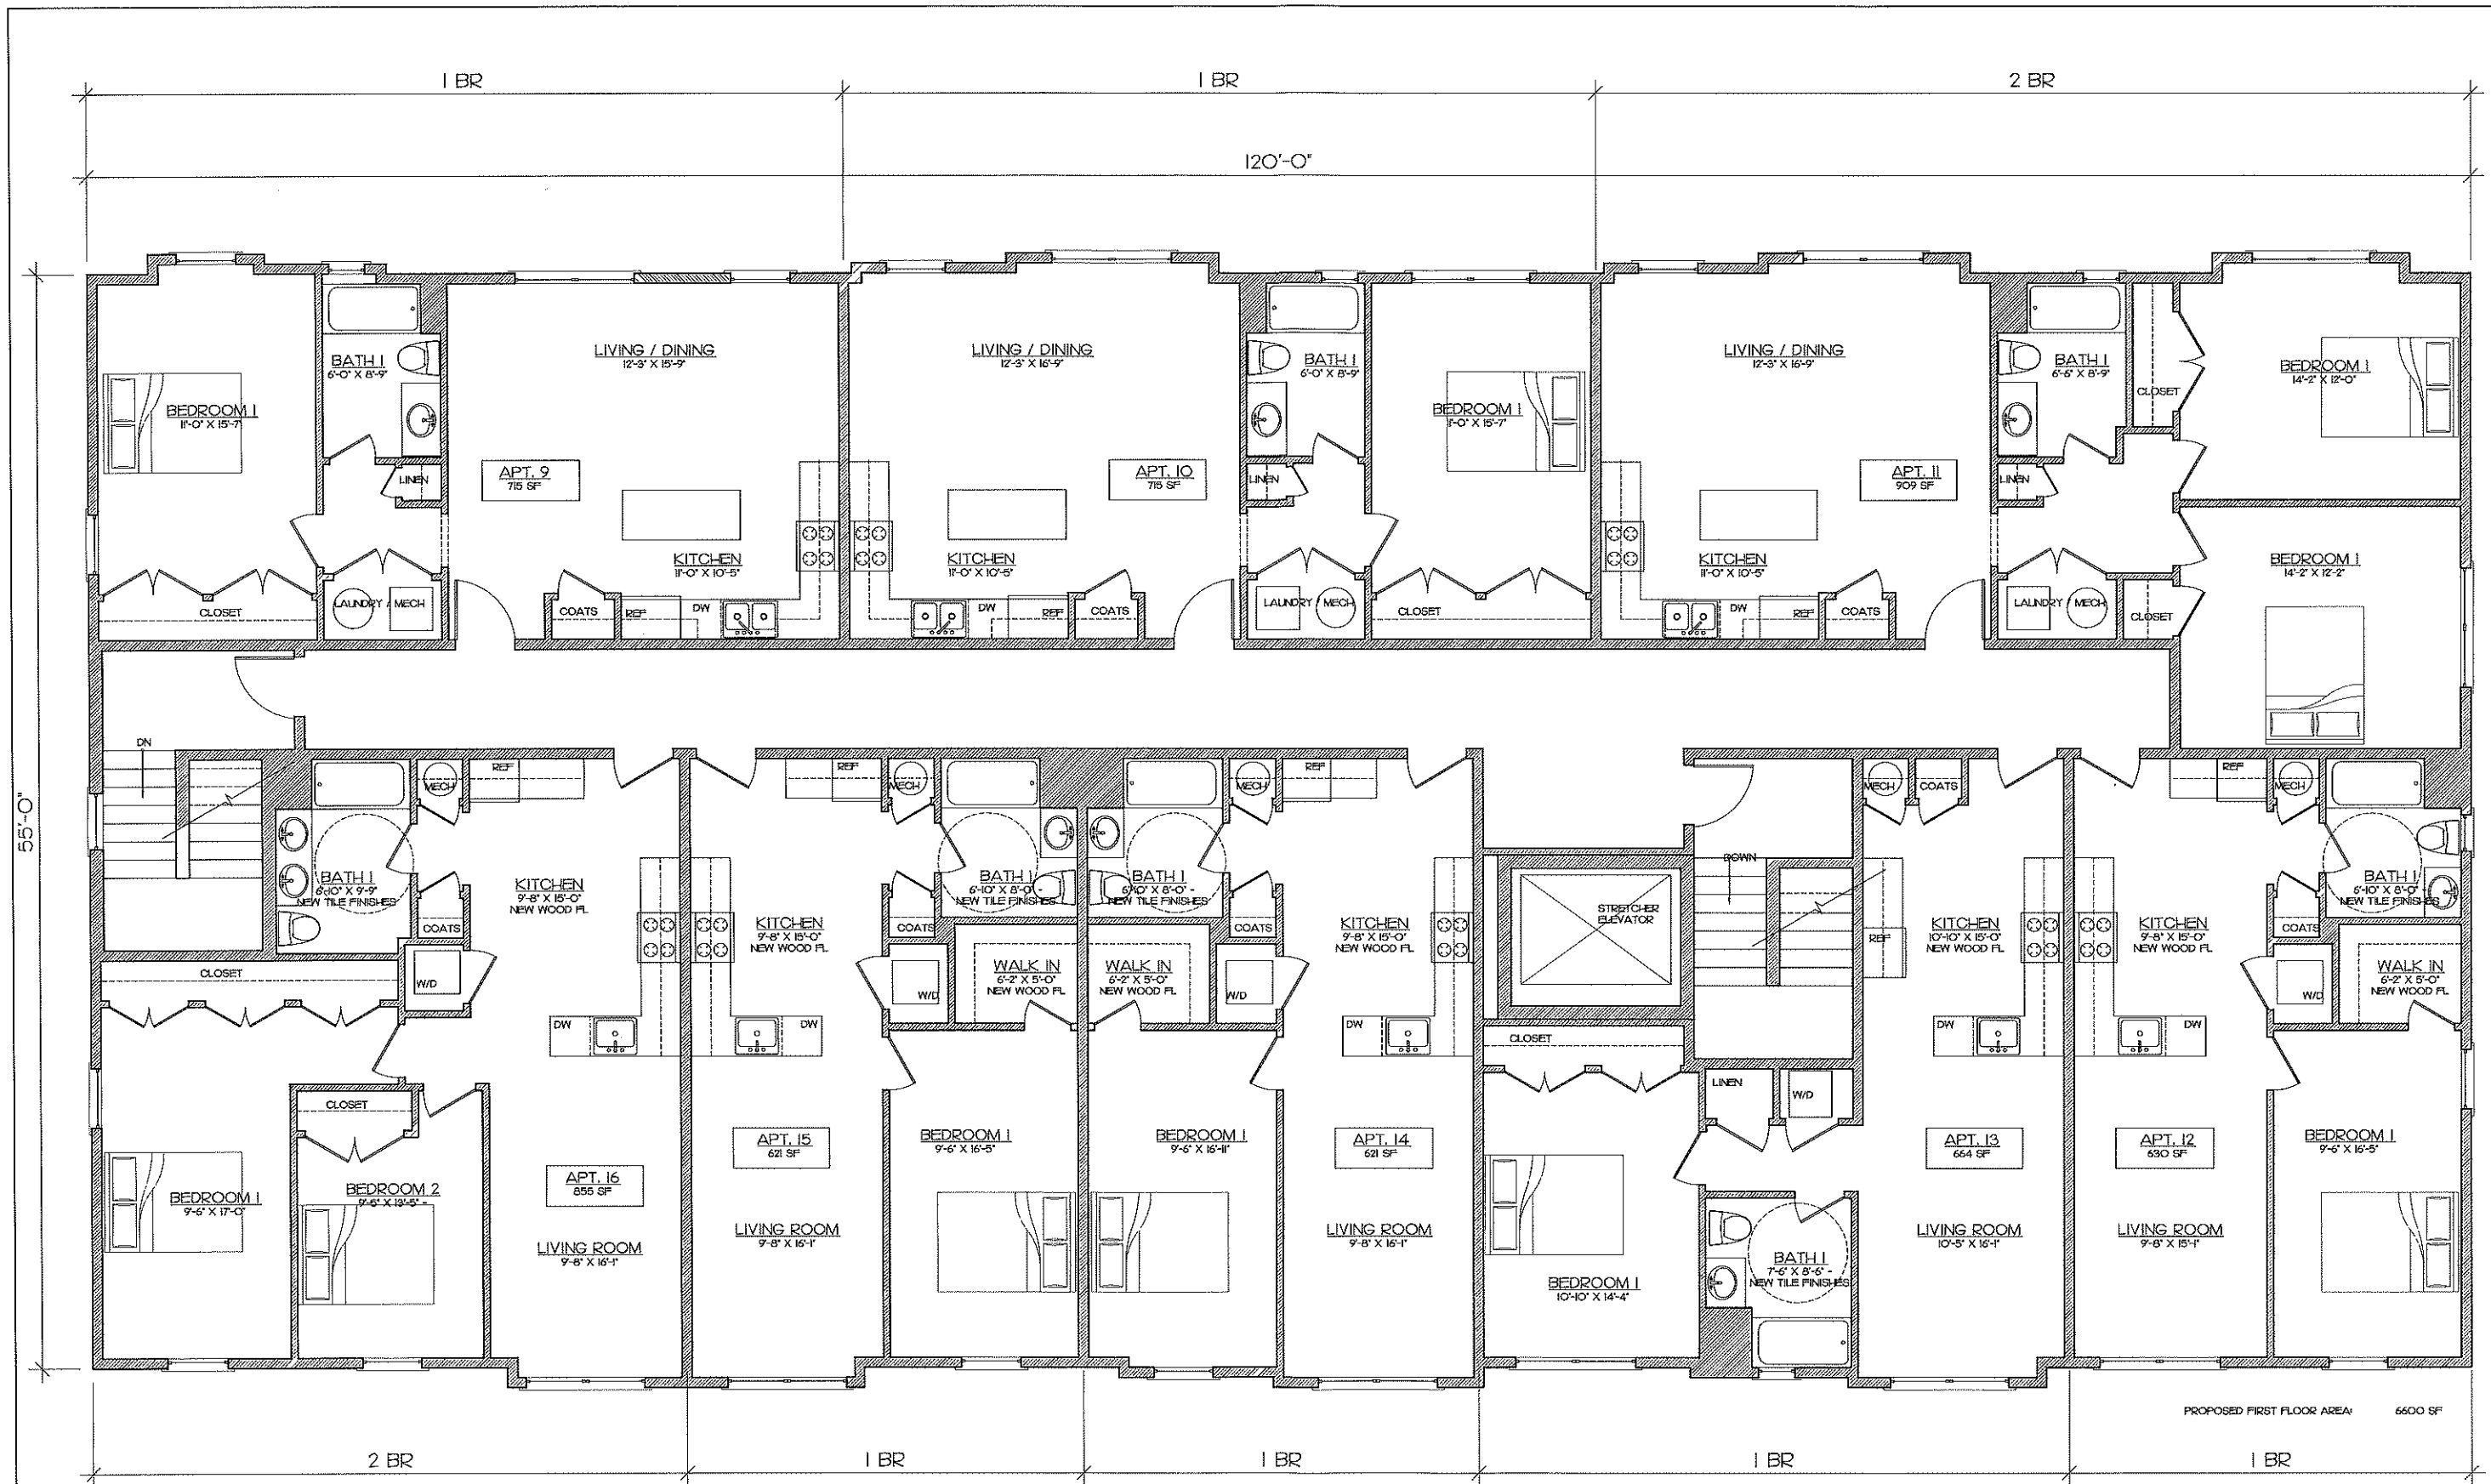 1 BR
1 BR
2 BR
120'-0"
55'-0"
BEDROOM 1
11'-0" X 15'-7"
BATH 1
6'-0" X 8'-9"
LINEN
CLOSET
LAUNDRY / MECH
LIVING / DINING
12'-3" X 15'-9"
APT. 9
715 SF
KITCHEN
11'-0" X 10'-5"
COATS
REF
DW
LIVING / DINING
12'-3" X 16'-9"
APT. 10
715 SF
KITCHEN
11'-0" X 10'-5"
DW
REF
COATS
BATH 1
6'-0" X 8'-9"
LINEN
LAUNDRY / MECH
BEDROOM 1
11'-0" X 15'-7"
CLOSET
LIVING / DINING
12'-3" X 16'-9"
APT. 11
909 SF
KITCHEN
11'-0" X 10'-5"
DW
REF
COATS
BATH 1
6'-6" X 8'-9"
LINEN
LAUNDRY MECH
CLOSET
CLOSET
BEDROOM 1
14'-2" X 12'-0"
BEDROOM 1
14'-2" X 12'-2"
DN
BATH 1
6'-10" X 9'-9"
NEW TILE FINISHES
MECH
REF
COATS
KITCHEN
9'-8" X 15'-0"
NEW WOOD FL
CLOSET
W/D
DW
CLOSET
BEDROOM 1
9'-6" X 17'-0"
BEDROOM 2
9'-5" X 13'-5" -
APT. 16
855 SF
LIVING ROOM
9'-8" X 16'-1"
REF
MECH
KITCHEN
9'-8" X 15'-0"
NEW WOOD FL
BATH 1
6'-10" X 8'-0" -
NEW TILE FINISHES
COATS
WALK IN
6'-2" X 5'-0"
NEW WOOD FL
W/D
DW
APT. 15
621 SF
BEDROOM 1
9'-6" X 16'-5"
LIVING ROOM
9'-8" X 16'-1"
MECH
REF
BATH 1
6'-10" X 8'-0" -
NEW TILE FINISHES
COATS
KITCHEN
9'-8" X 15'-0"
NEW WOOD FL
WALK IN
6'-2" X 5'-0"
NEW WOOD FL
W/D
DW
BEDROOM 1
9'-6" X 16'-11"
APT. 14
621 SF
LIVING ROOM
9'-8" X 16'-1"
STRETCHER
ELEVATOR
DOWN
MECH
COATS
REF
KITCHEN
10'-10" X 15'-0"
NEW WOOD FL
DW
CLOSET
LINEN
W/D
APT. 13
664 SF
LIVING ROOM
10'-5" X 16'-1"
BEDROOM 1
10'-10" X 14'-4"
BATH 1
7'-6" X 8'-6" -
NEW TILE FINISHES
REF
MECH
KITCHEN
9'-8" X 15'-0"
NEW WOOD FL
BATH 1
6'-10" X 8'-0" -
NEW TILE FINISHES
COATS
WALK IN
6'-2" X 5'-0"
NEW WOOD FL
W/D
DW
APT. 12
630 SF
BEDROOM 1
9'-6" X 16'-5"
LIVING ROOM
9'-8" X 15'-1"
PROPOSED FIRST FLOOR AREA: 6600 SF
2 BR
1 BR
1 BR
1 BR
1 BR